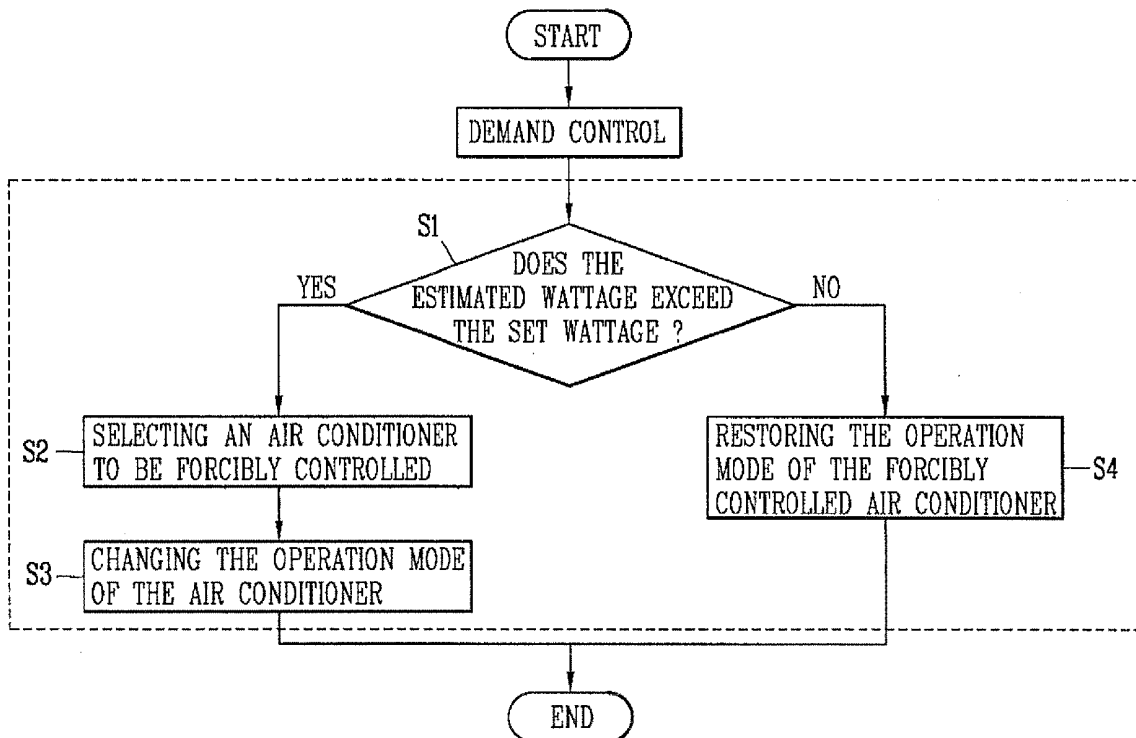 START
DEMAND CONTROL
S1
DOES THE
ESTIMATED WATTAGE EXCEED
THE SET WATTAGE ?
YES
NO
S2
SELECTING AN AIR CONDITIONER
TO BE FORCIBLY CONTROLLED
RESTORING THE OPERATION
MODE OF THE FORCIBLY
CONTROLLED AIR CONDITIONER
S4
S3
CHANGING THE OPERATION MODE
OF THE AIR CONDITIONER
END